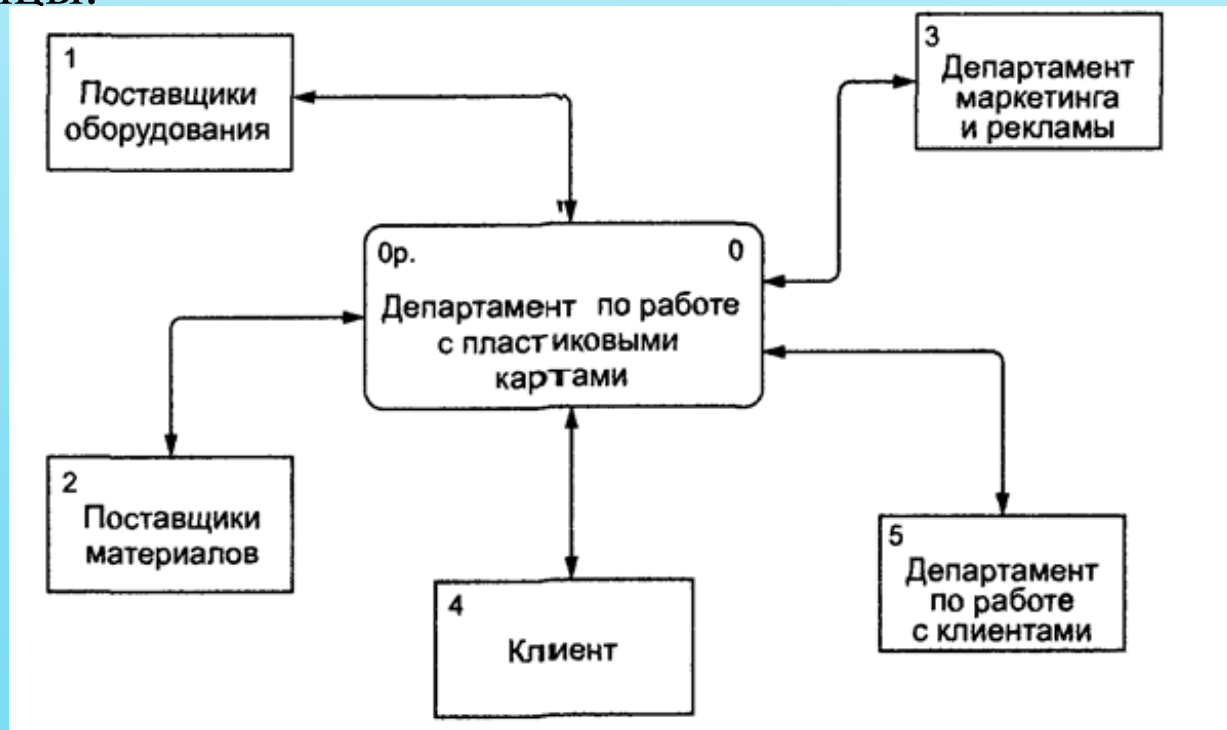 1
Поставщики
оборудования
3
Департамент
маркетинга
и рекламы
0р. 0
Департамент по работе
с пластиковыми
картами
2
Поставщики
материалов
4
Клиент
5
Департамент
по работе
с клиентами